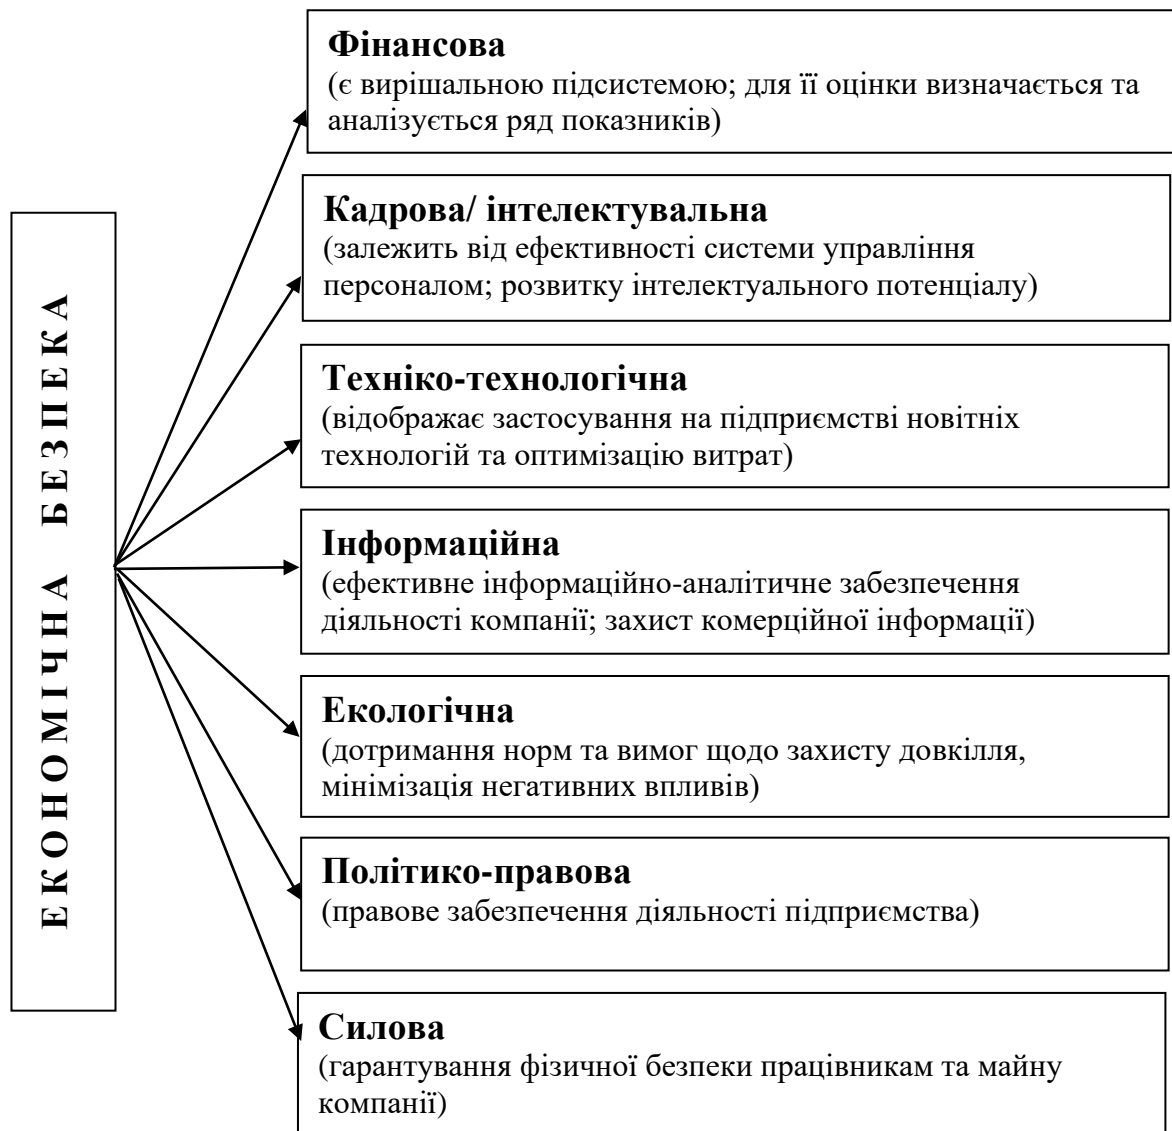 ЕКОНОМІЧНА БЕЗПЕКА
Фінансова
(є вирішальною підсистемою; для її оцінки визначається та
аналізується ряд показників)
Кадрова/ інтелектувальна
(залежить від ефективності системи управління
персоналом; розвитку інтелектуального потенціалу)
Техніко-технологічна
(відображає застосування на підприємстві новітніх
технологій та оптимізацію витрат)
Інформаційна
(ефективне інформаційно-аналітичне забезпечення
діяльності компанії; захист комерційної інформації)
Екологічна
(дотримання норм та вимог щодо захисту довкілля,
мінімізація негативних впливів)
Політико-правова
(правове забезпечення діяльності підприємства)
Силова
(гарантування фізичної безпеки працівникам та майну
компанії)